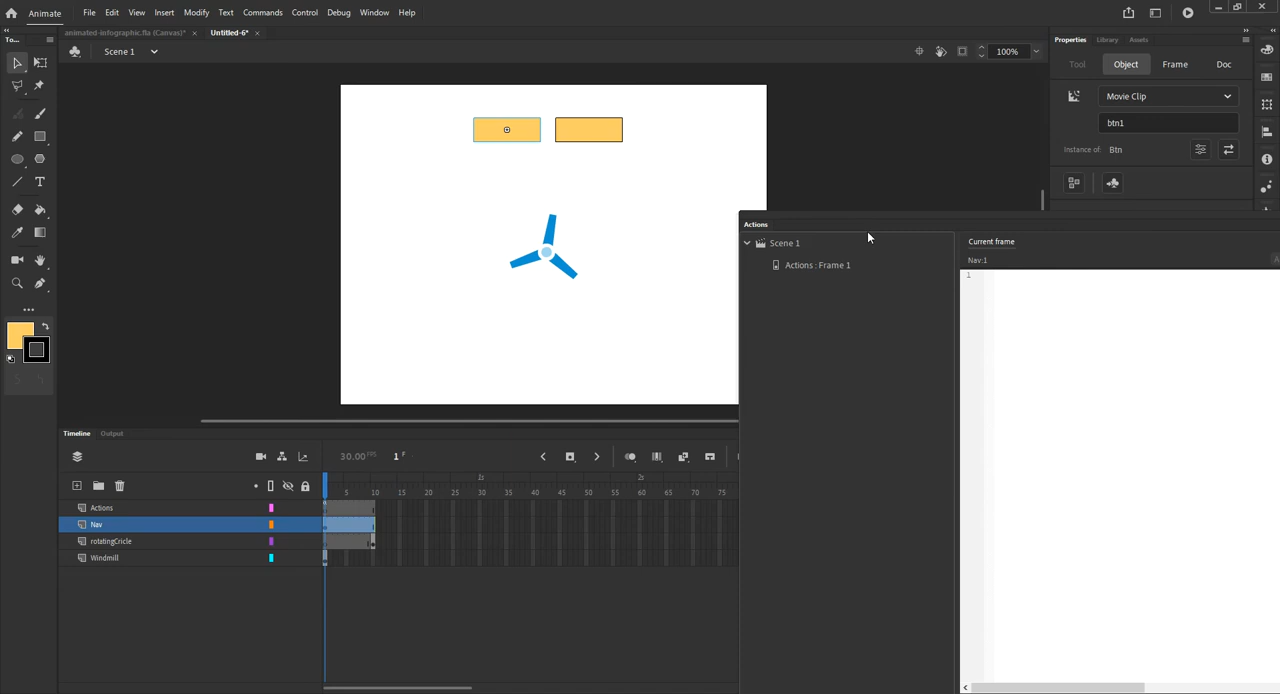 Animate File Edit View Insert Modify Text Commands Control Debug Window Help
To... animated-infographic.fla (Canvas)* × Untitled-6* × Properties Library Assets
Scene 1 100%
Tool Object Frame Doc
Movie Clip
btn1
Instance of: Btn
Actions
Scene 1 Current frame
Actions : Frame 1 Nav:1
1
Timeline Output
30.00 FPS 1 F
1s 2s
5 10 15 20 25 30 35 40 45 50 55 60 65 70 75
Actions
Nav
rotatingCricle
Windmill